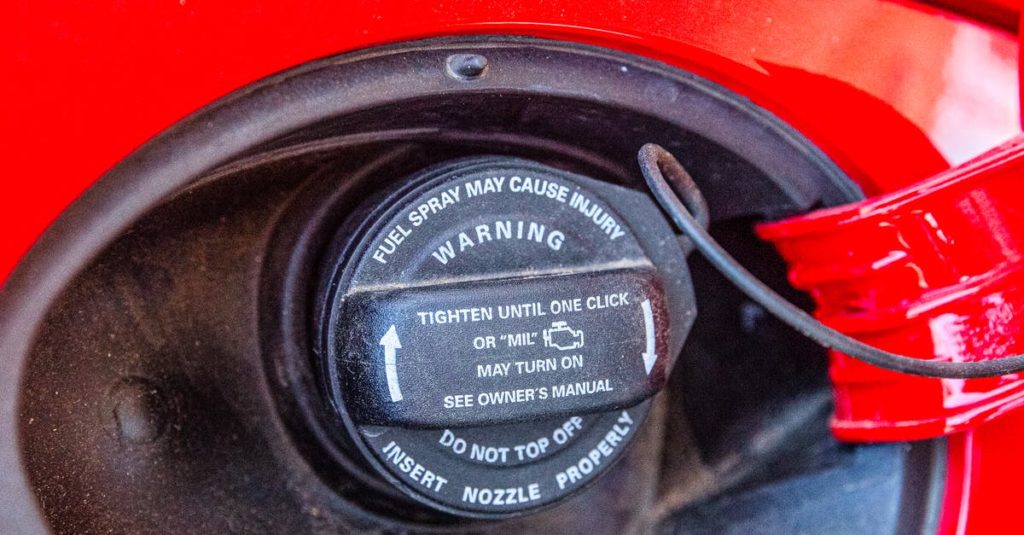 FUEL SPRAY MAY CAUSE INJURY
WARNING
TIGHTEN UNTIL ONE CLICK
OR "MIL"
MAY TURN ON
SEE OWNER'S MANUAL
DO NOT TOP OFF
INSERT NOZZLE PROPERLY